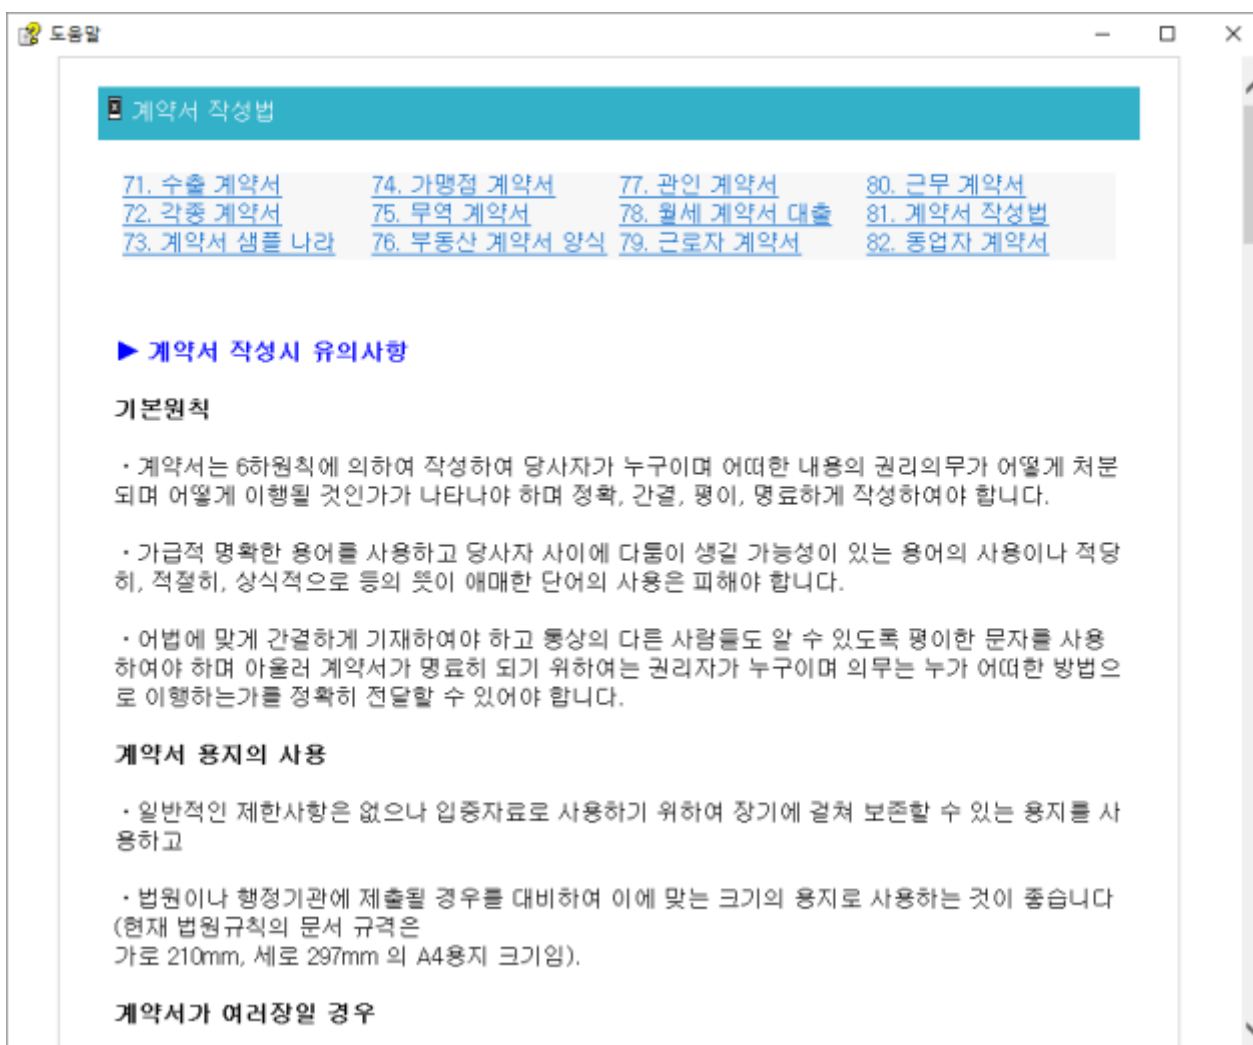 도움말
계약서 작성법
71. 수출 계약서 74. 가맹점 계약서 77. 관인 계약서 80. 근무 계약서
72. 각종 계약서 75. 무역 계약서 78. 월세 계약서 대출 81. 계약서 작성법
73. 계약서 샘플 나라 76. 부동산 계약서 양식 79. 근로자 계약서 82. 동업자 계약서
▶ 계약서 작성시 유의사항
기본원칙
· 계약서는 6하원칙에 의하여 작성하여 당사자가 누구이며 어떠한 내용의 권리의무가 어떻게 처분
되며 어떻게 이행될 것인가가 나타나야 하며 정확, 간결, 평이, 명료하게 작성하여야 합니다.
· 가급적 명확한 용어를 사용하고 당사자 사이에 다툼이 생길 가능성이 있는 용어의 사용이나 적당
히, 적절히, 상식적으로 등의 뜻이 애매한 단어의 사용은 피해야 합니다.
· 어법에 맞게 간결하게 기재하여야 하고 통상의 다른 사람들도 알 수 있도록 평이한 문자를 사용
하여야 하며 아울러 계약서가 명료히 되기 위하여는 권리자가 누구이며 의무는 누가 어떠한 방법으
로 이행하는가를 정확히 전달할 수 있어야 합니다.
계약서 용지의 사용
· 일반적인 제한사항은 없으나 입증자료로 사용하기 위하여 장기에 걸쳐 보존할 수 있는 용지를 사
용하고
· 법원이나 행정기관에 제출될 경우를 대비하여 이에 맞는 크기의 용지로 사용하는 것이 좋습니다
(현재 법원규칙의 문서 규격은
가로 210mm, 세로 297mm 의 A4용지 크기임).
계약서가 여러장일 경우